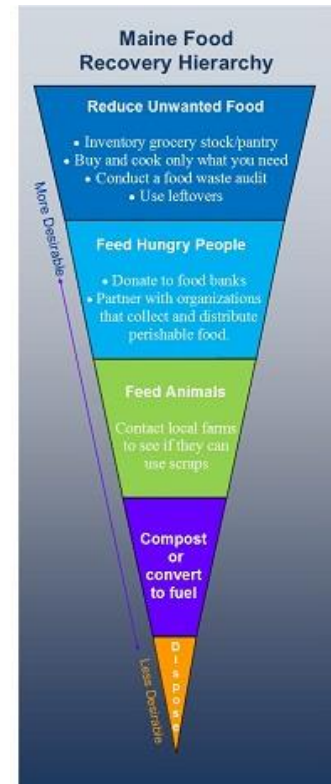 Maine Food
Recovery Hierarchy
Reduce Unwanted Food
• Inventory grocery stock/pantry
• Buy and cook only what you need
• Conduct a food waste audit
• Use leftovers
More Desirable
Feed Hungry People
• Donate to food banks
• Partner with organizations
that collect and distribute
perishable food.
Feed Animals
Contact local farms
to see if they can
use scraps
Compost
or
convert
to fuel
Less Desirable
Dispose